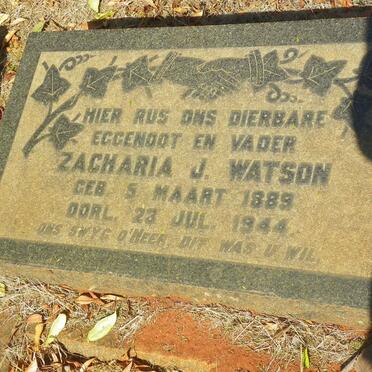 HIER RUS ONS DIERBARE
EGGENOOT EN VADER
ZACHARIA J. WATSON
GEB. 5 MAART 1889
OORL. 23 JUL. 1944
ONS SWYG O'HEER, DIT WAS U WIL.